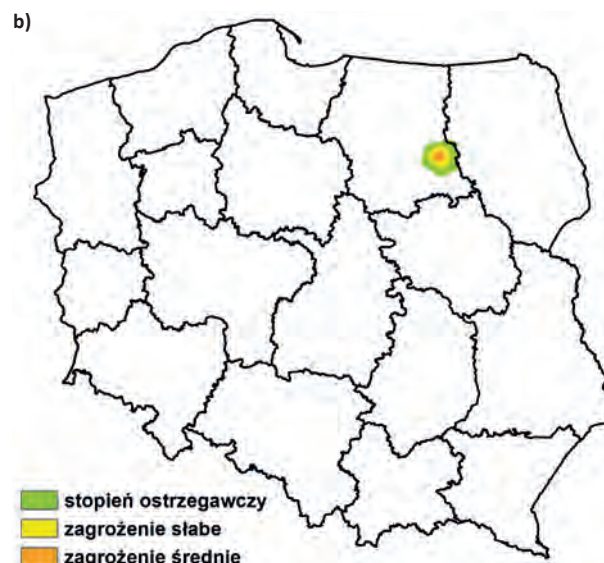 b)
stopień ostrzegawczy
zagrożenie słabe
zagrożenie średnie